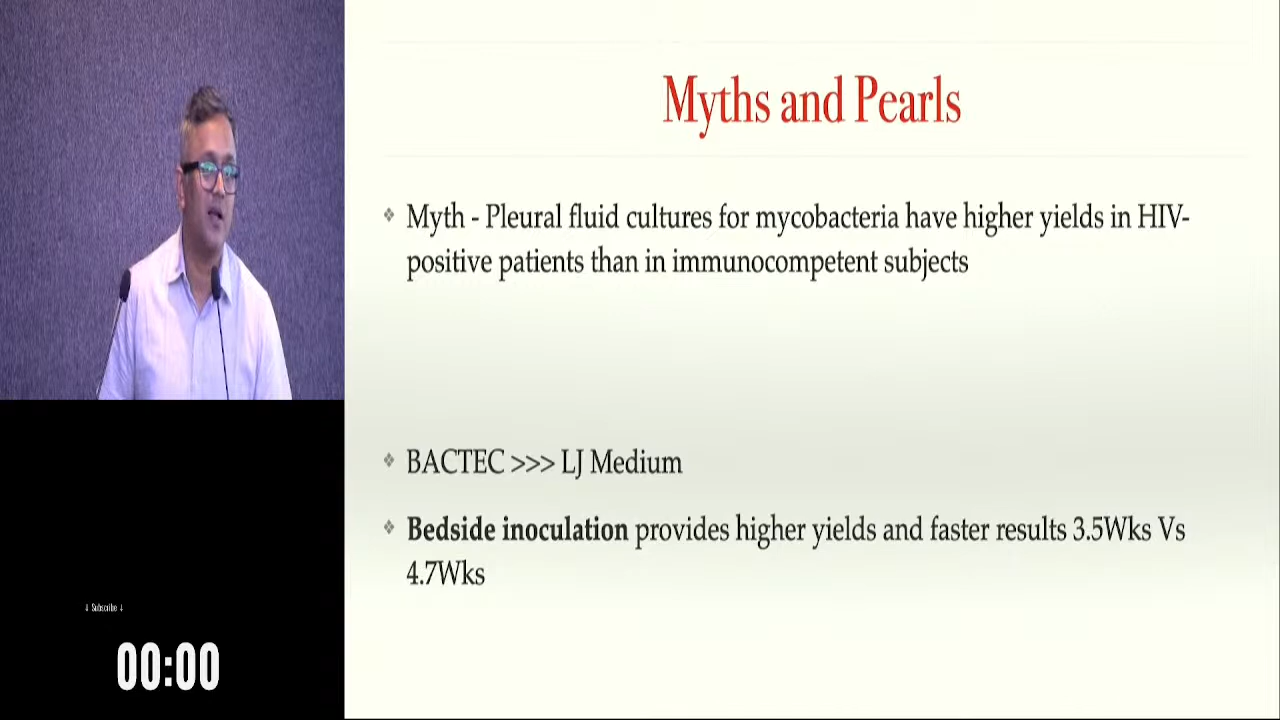 Myths and Pearls
❖ Myth - Pleural fluid cultures for mycobacteria have higher yields in HIV-
positive patients than in immunocompetent subjects
❖ BACTEC >>> LJ Medium
❖ Bedside inoculation provides higher yields and faster results 3.5Wks Vs
4.7Wks
↓ Subscribe ↓
00:00